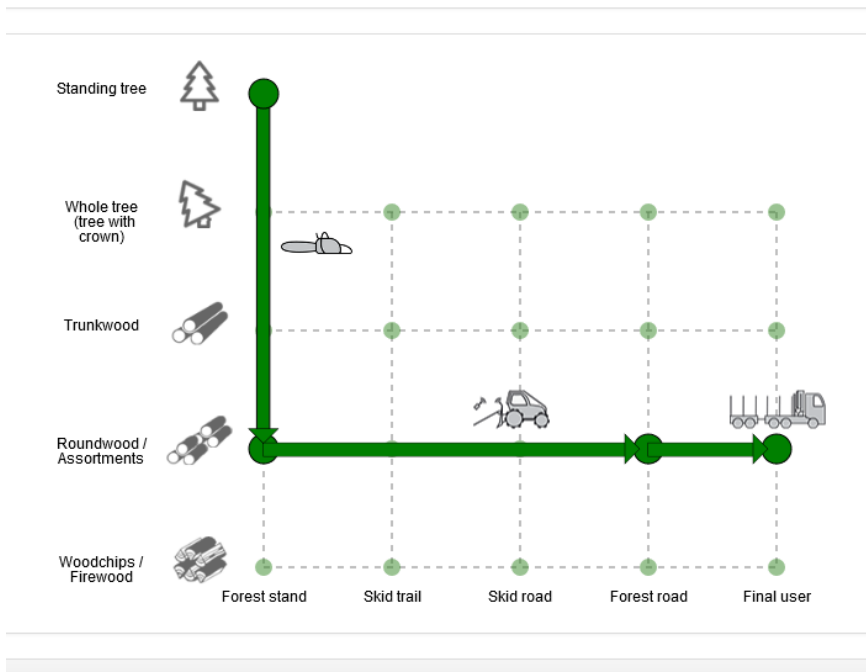 Standing tree
Whole tree
(tree with
crown)
Trunkwood
Roundwood /
Assortments
Woodchips /
Firewood
Forest stand
Skid trail
Skid road
Forest road
Final user